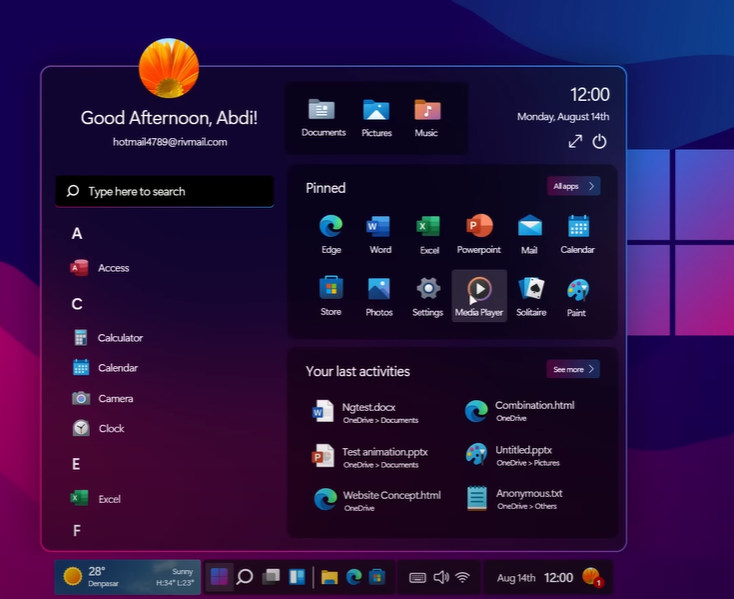 Good Afternoon, Abdi!
hotmail4789@rivmail.com
Type here to search
A
Access
C
Calculator
Calendar
Camera
Clock
E
Excel
F
Documents
Pictures
Music
12:00
Monday, August 14th
Pinned
All apps
Edge
Word
Excel
Powerpoint
Mail
Calendar
Store
Photos
Settings
Media Player
Solitaire
Paint
Your last activities
See more
Ngtest.docx
OneDrive > Documents
Combination.html
OneDrive
Test animation.pptx
OneDrive > Documents
Untitled.pptx
OneDrive > Pictures
Website Concept.html
OneDrive
Anonymous.txt
OneDrive > Others
28°
Denpasar
Sunny
H:34° L:23°
Aug 14th 12:00
1